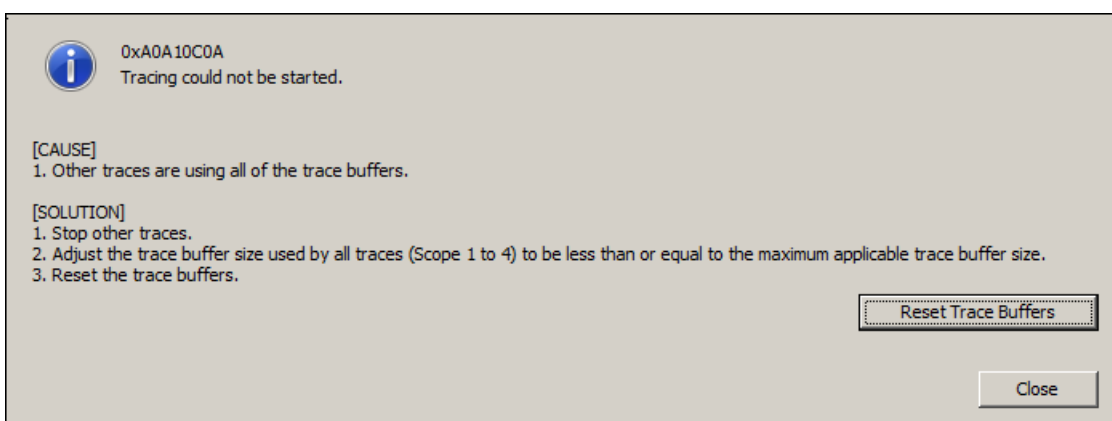 0xA0A10C0A
Tracing could not be started.
[CAUSE]
1. Other traces are using all of the trace buffers.
[SOLUTION]
1. Stop other traces.
2. Adjust the trace buffer size used by all traces (Scope 1 to 4) to be less than or equal to the maximum applicable trace buffer size.
3. Reset the trace buffers.
Reset Trace Buffers
Close